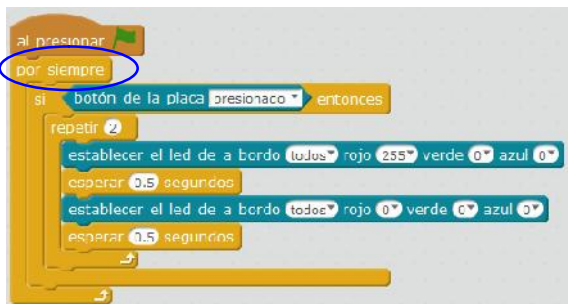 al presionar
por siempre
si botón de la placa presionaco entonces
repetir 2
establecer el led de a bordo todos rojo 255 verde 0 azul 0
esperar 0.5 segundos
establecer el led de a bordo todos rojo 0 verde 0 azul 0
esperar 0.5 segundos